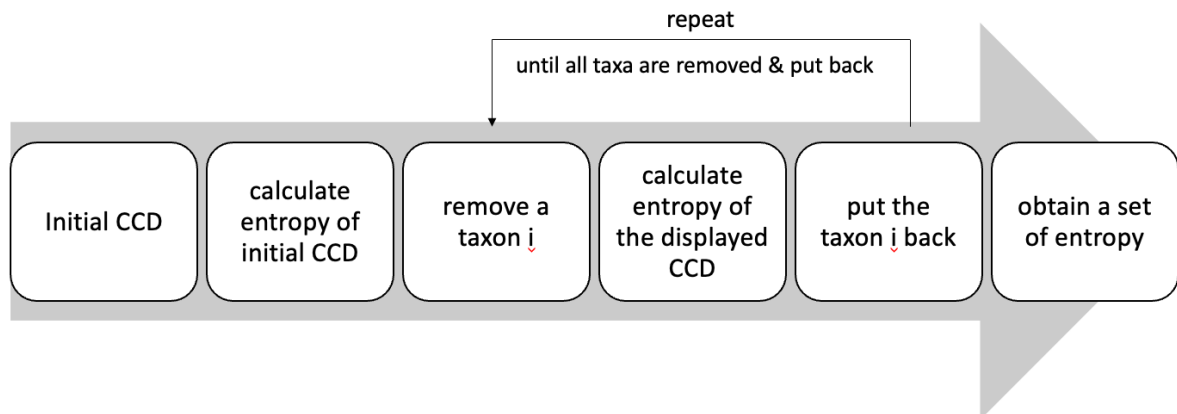 repeat
until all taxa are removed & put back
Initial CCD
calculate
entropy of
initial CCD
remove a
taxon i
calculate
entropy of
the displayed
CCD
put the
taxon i back
obtain a set
of entropy